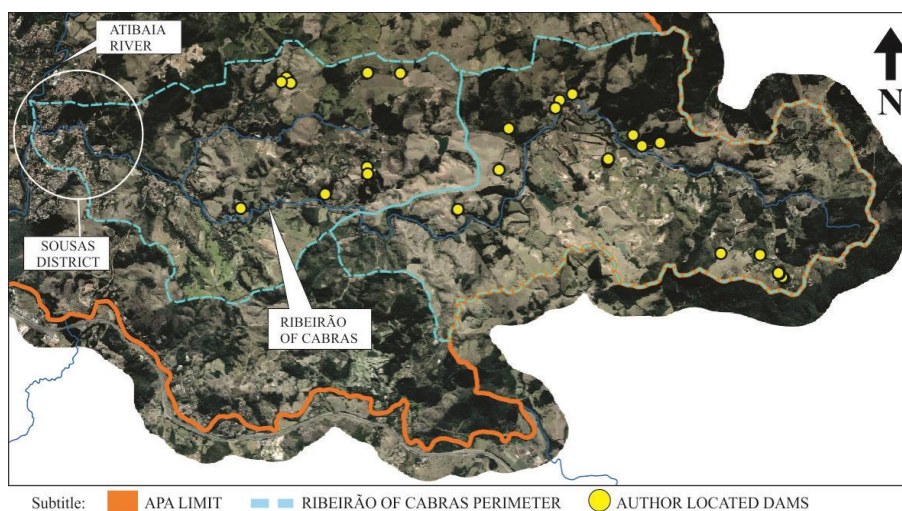 ATIBAIA
RIVER
N
SOUSAS
DISTRICT
RIBEIRÃO
OF CABRAS
Subtitle: APA LIMIT RIBEIRÃO OF CABRAS PERIMETER AUTHOR LOCATED DAMS